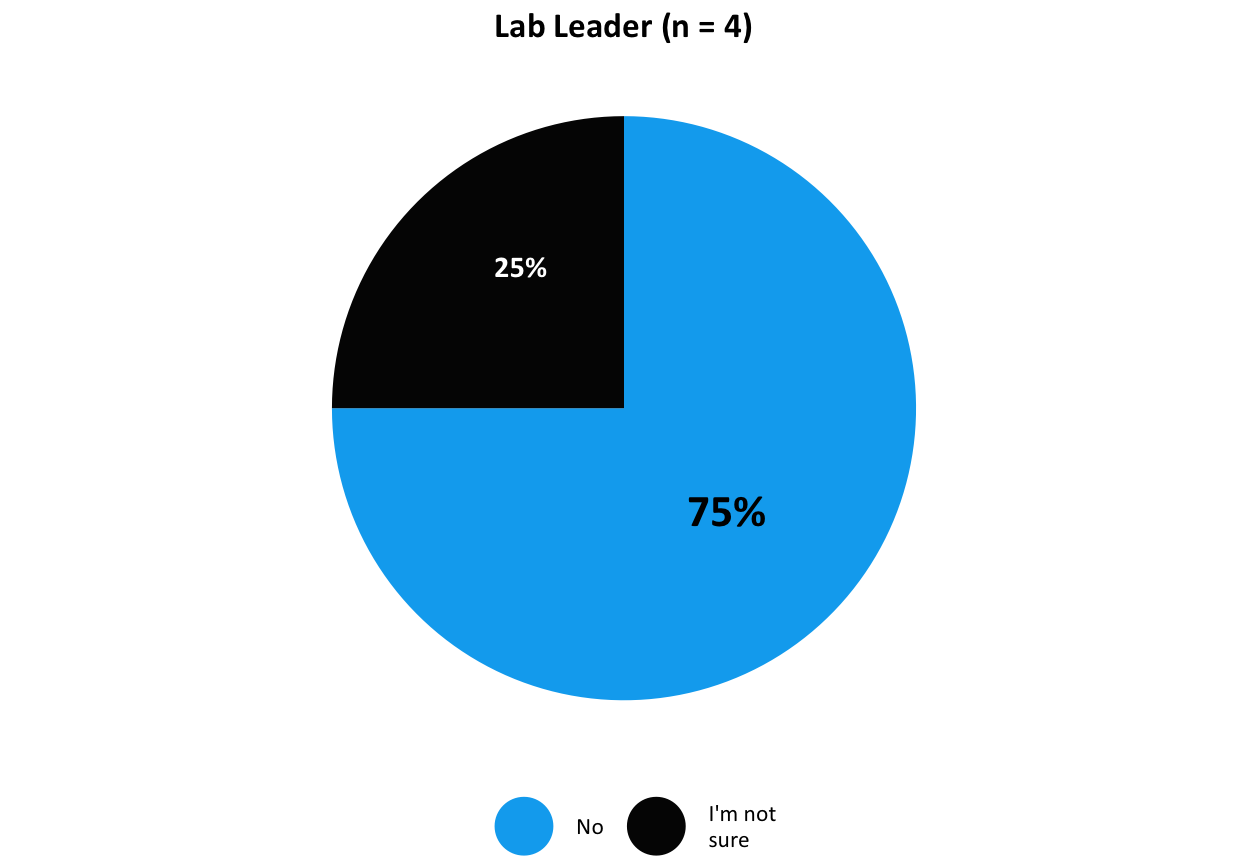 Lab Leader (n = 4)
25%
75%
No
I'm not
sure